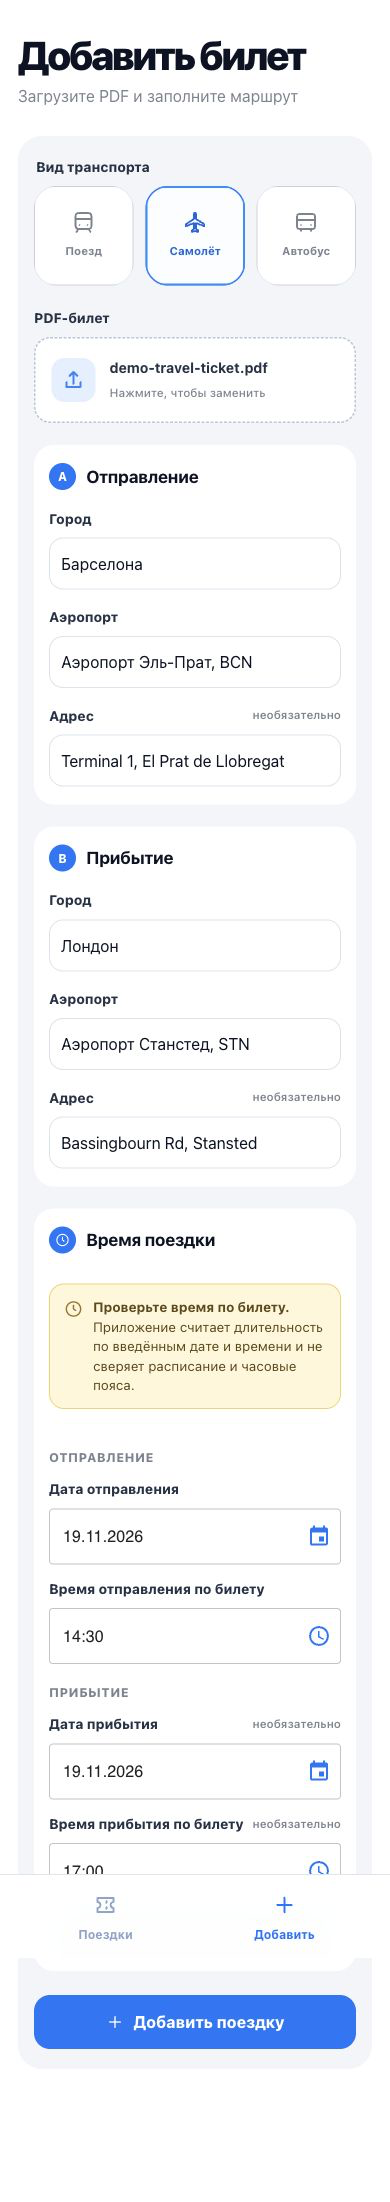 Добавить билет
Загрузите PDF и заполните маршрут
Вид транспорта
Поезд
Самолёт
Автобус
PDF-билет
demo-travel-ticket.pdf
Нажмите, чтобы заменить
A Отправление
Город
Барселона
Аэропорт
Аэропорт Эль-Прат, BCN
Адрес необязательно
Terminal 1, El Prat de Llobregat
B Прибытие
Город
Лондон
Аэропорт
Аэропорт Станстед, STN
Адрес необязательно
Bassingbourn Rd, Stansted
Время поездки
Проверьте время по билету.
Приложение считает длительность
по введённым дате и времени и не
сверяет расписание и часовые
пояса.
ОТПРАВЛЕНИЕ
Дата отправления
19.11.2026
Время отправления по билету
14:30
ПРИБЫТИЕ
Дата прибытия необязательно
19.11.2026
Время прибытия по билету необязательно
17:00
Поездки
Добавить
Добавить поездку